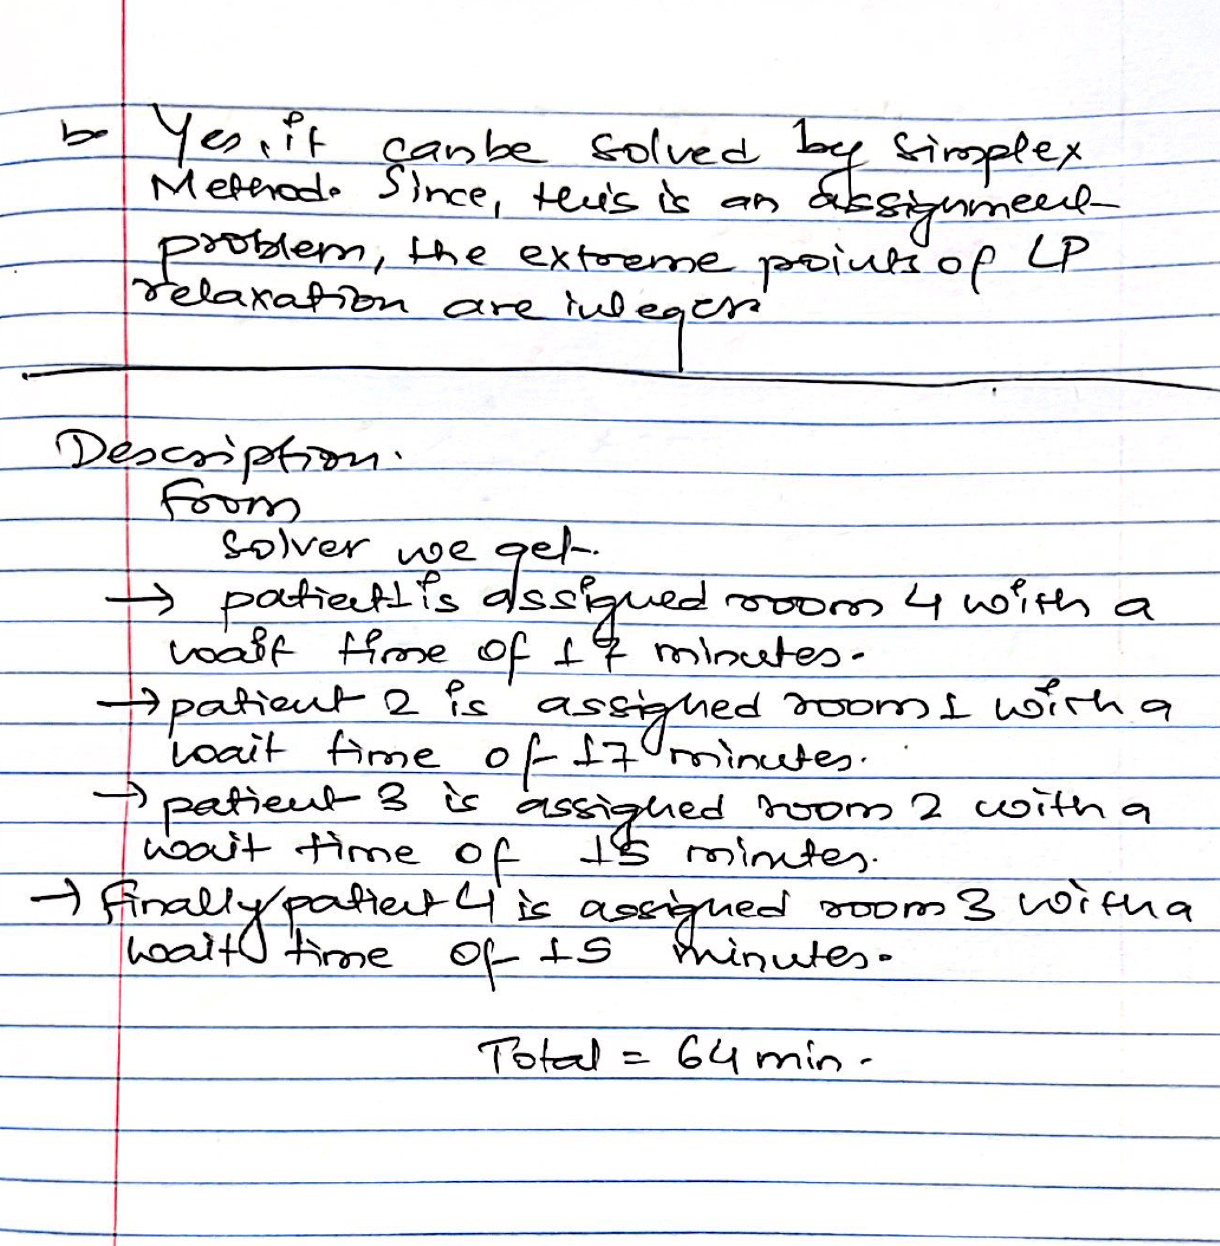 b. Yes, it can be solved by Simplex
Method. Since, this is an assignment
problem, the extreme points of LP
relaxation are integer
Description.
From
solver we get.
→ patient 1 is assigned room 4 with a
wait time of 17 minutes.
→ patient 2 is assigned room 1 with a
wait time of 17 minutes.
→ patient 3 is assigned room 2 with a
wait time of 15 minutes.
→ Finally patient 4 is assigned room 3 with a
wait time of 15 minutes.
Total = 64 min.